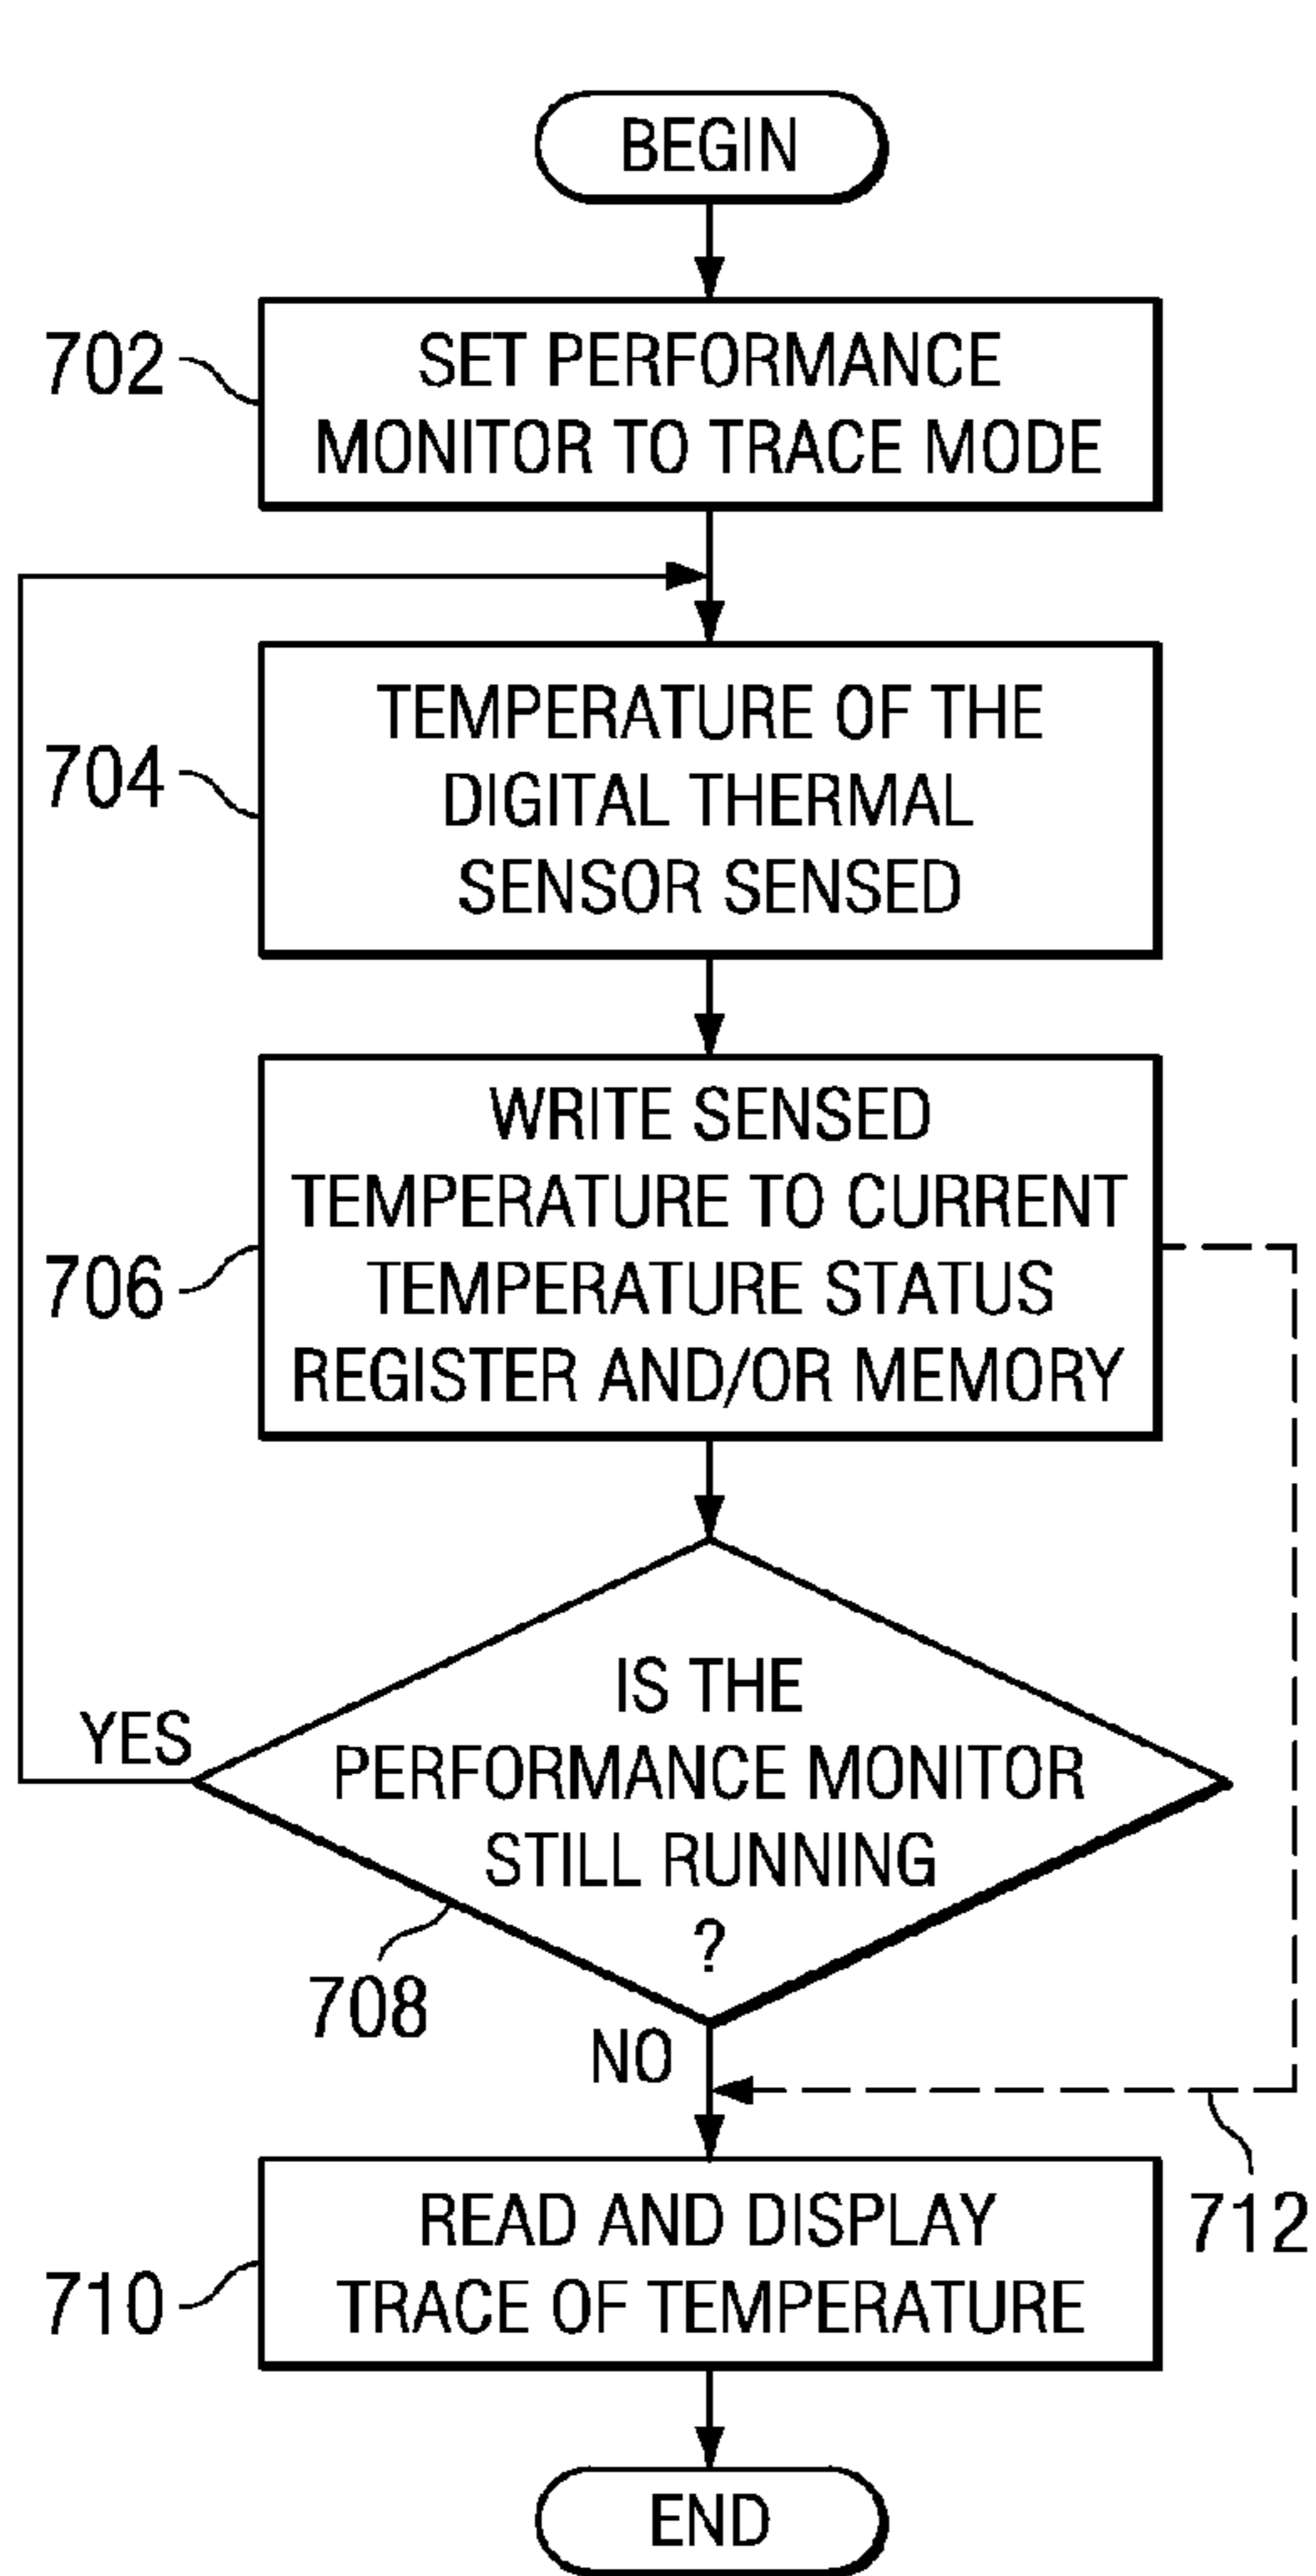 BEGIN
702
SET PERFORMANCE
MONITOR TO TRACE MODE
704
TEMPERATURE OF THE
DIGITAL THERMAL
SENSOR SENSED
706
WRITE SENSED
TEMPERATURE TO CURRENT
TEMPERATURE STATUS
REGISTER AND/OR MEMORY
YES
IS THE
PERFORMANCE MONITOR
STILL RUNNING
?
708
NO
712
710
READ AND DISPLAY
TRACE OF TEMPERATURE
END